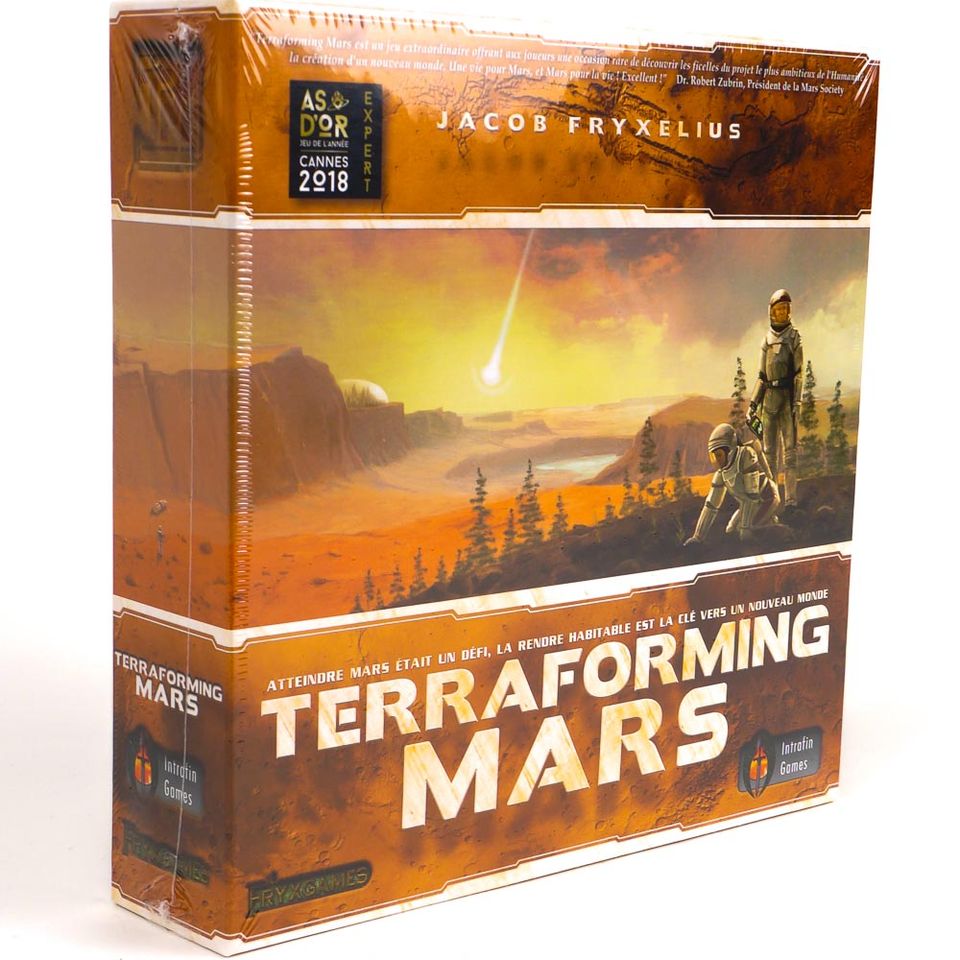 "Terraforming Mars est un jeu extraordinaire offrant aux joueurs une occasion rare de découvrir les ficelles du projet le plus ambitieux de l'Humanité
la création d'un nouveau monde. Une vie pour Mars, et Mars pour la vie ! Excellent !" Dr. Robert Zubrin, Président de la Mars Society
AS
D'OR
JEU DE L'ANNÉE
CANNES
2018
EXPERT
JACOB FRYXELIUS
ATTEINDRE MARS ÉTAIT UN DÉFI, LA RENDRE HABITABLE EST LA CLÉ VERS UN NOUVEAU MONDE
TERRAFORMING
MARS
Intrafin
Games
FRYXGAMES
TERRAFORMING
MARS
Intrafin
Games
FRYXGAMES